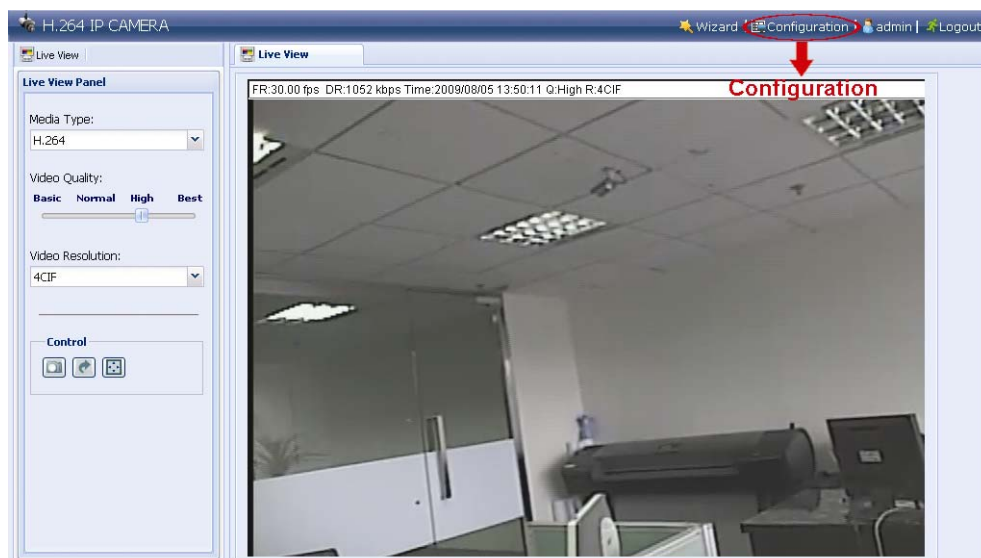 H.264 IP CAMERA
Wizard | Configuration | admin | Logout
Live View
Live View
Live View Panel
Configuration
FR:30.00 fps DR:1052 kbps Time:2009/08/05 13:50:11 Q:High R:4CIF
Media Type:
H.264
Video Quality:
Basic Normal High Best
Video Resolution:
4CIF
Control